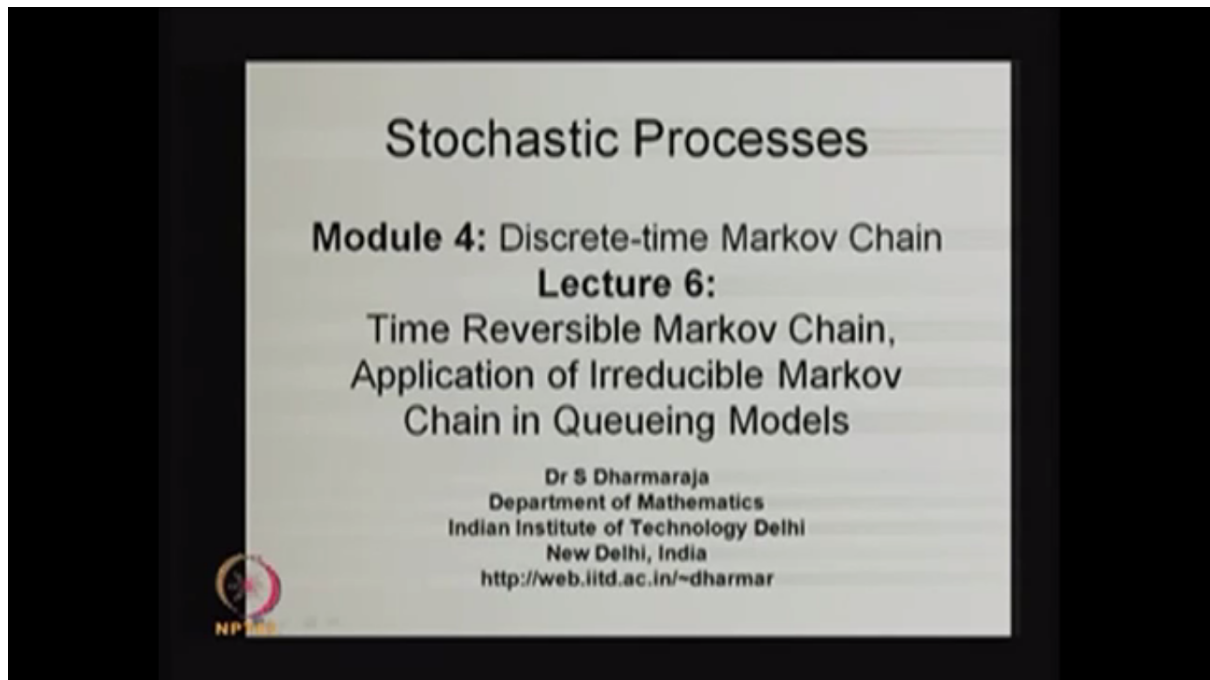 Stochastic Processes
Module 4: Discrete-time Markov Chain
Lecture 6:
Time Reversible Markov Chain,
Application of Irreducible Markov
Chain in Queueing Models
Dr S Dharmaraja
Department of Mathematics
Indian Institute of Technology Delhi
New Delhi, India
http://web.iitd.ac.in/~dharmar